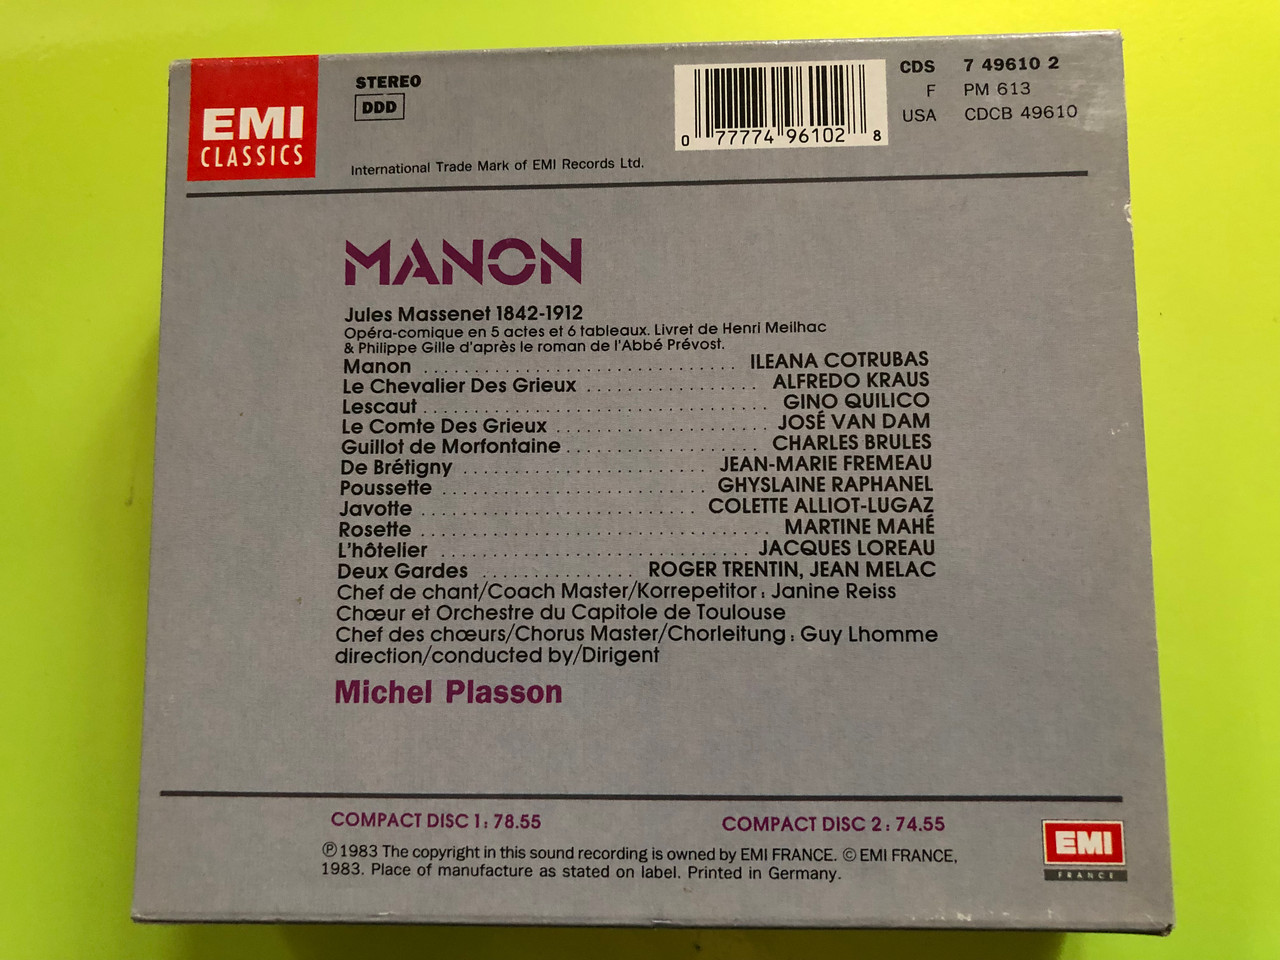 EMI
CLASSICS
STEREO
DDD
International Trade Mark of EMI Records Ltd.
0 77774 96102 8
CDS 7 49610 2
F PM 613
USA CDCB 49610
MANON
Jules Massenet 1842-1912
Opéra-comique en 5 actes et 6 tableaux. Livret de Henri Meilhac
& Philippe Gille d'après le roman de l'Abbé Prévost.
Manon . . . . . . . . . . . . . . . . . . . . . . . . . . . . . . ILEANA COTRUBAS
Le Chevalier Des Grieux . . . . . . . . . . . . . . . . ALFREDO KRAUS
Lescaut . . . . . . . . . . . . . . . . . . . . . . . . . . . . . . . . . GINO QUILICO
Le Comte Des Grieux . . . . . . . . . . . . . . . . . . . . JOSÉ VAN DAM
Guillot de Morfontaine . . . . . . . . . . . . . . . . . . CHARLES BRULES
De Brétigny . . . . . . . . . . . . . . . . . . . . . . . JEAN-MARIE FREMEAU
Poussette . . . . . . . . . . . . . . . . . . . . . . . . . GHYSLAINE RAPHANEL
Javotte . . . . . . . . . . . . . . . . . . . . . . . . . . COLETTE ALLIOT-LUGAZ
Rosette . . . . . . . . . . . . . . . . . . . . . . . . . . . . . . . . . MARTINE MAHÉ
L'hôtelier . . . . . . . . . . . . . . . . . . . . . . . . . . . . . JACQUES LOREAU
Deux Gardes . . . . . . . . . . . . . . ROGER TRENTIN, JEAN MELAC
Chef de chant/Coach Master/Korrepetitor : Janine Reiss
Chœur et Orchestre du Capitole de Toulouse
Chef des chœurs/Chorus Master/Chorleitung : Guy Lhomme
direction/conducted by/Dirigent
Michel Plasson
COMPACT DISC 1 : 78.55 COMPACT DISC 2 : 74.55
℗ 1983 The copyright in this sound recording is owned by EMI FRANCE. © EMI FRANCE,
1983. Place of manufacture as stated on label. Printed in Germany.
EMI
FRANCE